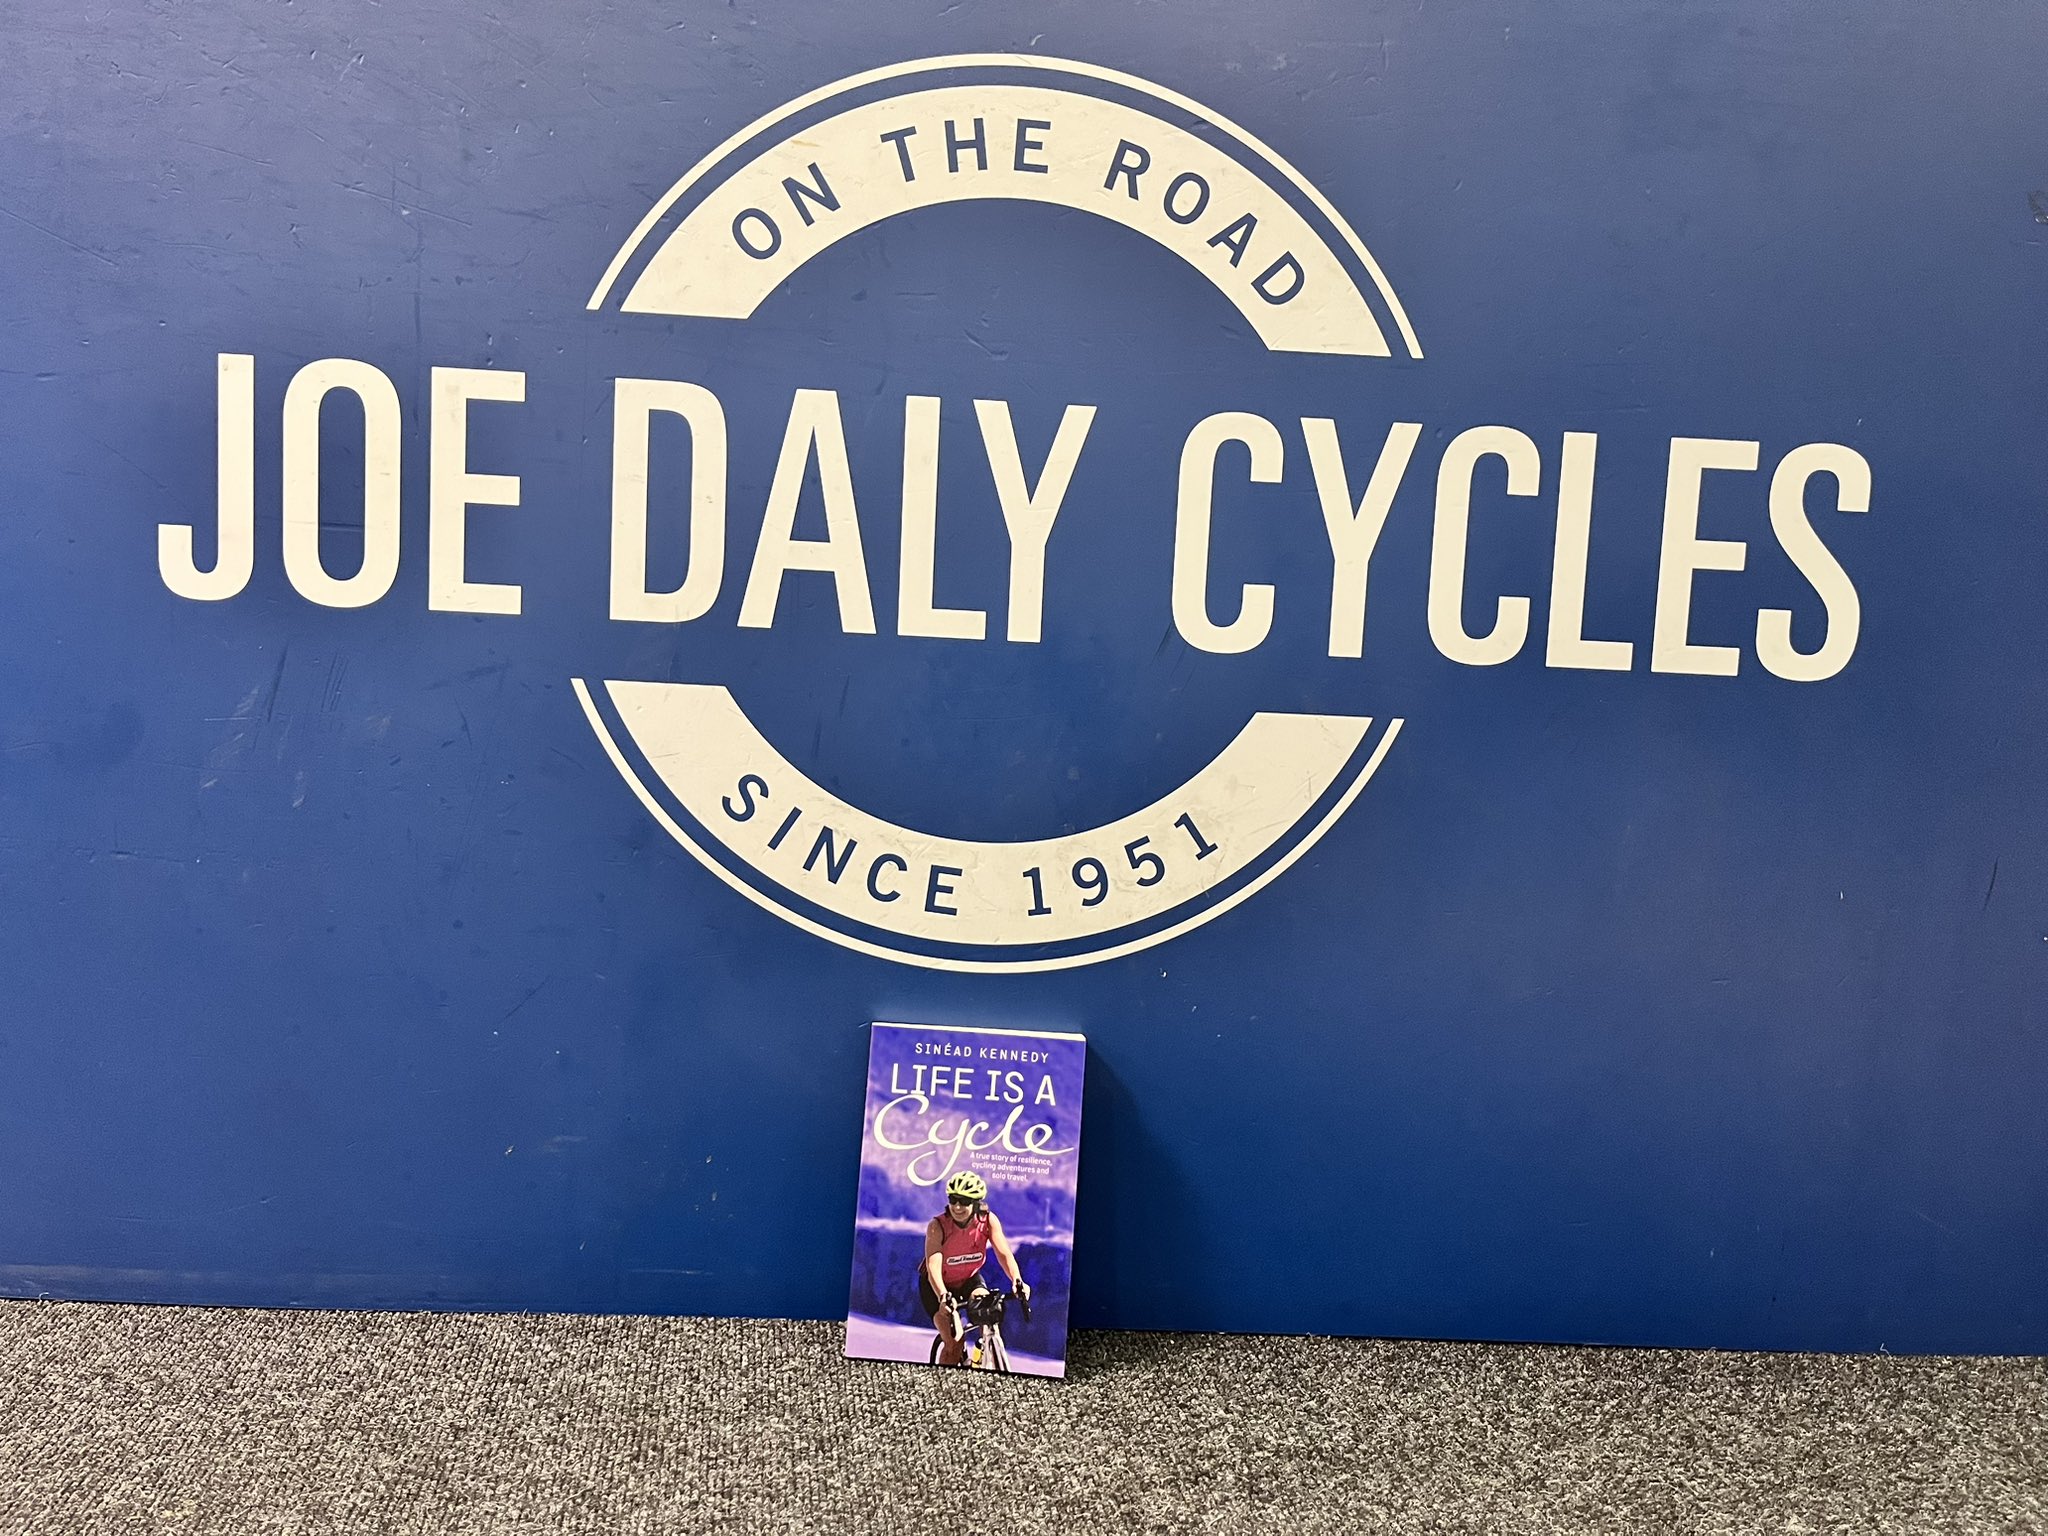 ON THE ROAD
JOE DALY CYCLES
SINCE 1951
SINÉAD KENNEDY
LIFE IS A
Cycle
A true story of resilience,
cycling adventures and
solo travel.